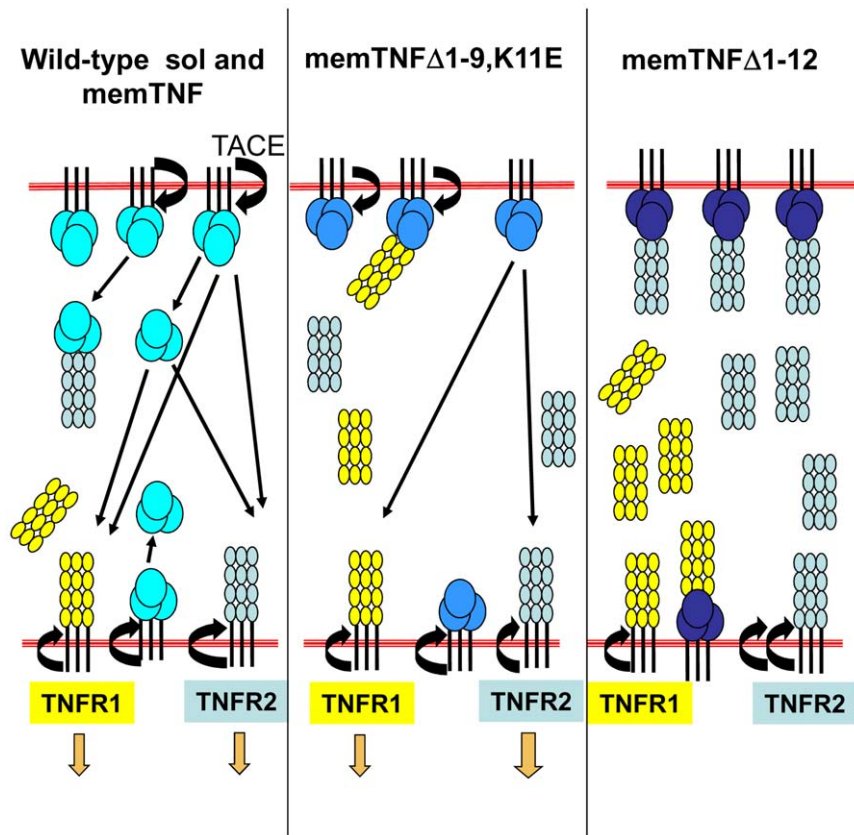 Wild-type sol and
memTNF
TACE
TNFR1
TNFR2
memTNFΔ1-9,K11E
TNFR1
TNFR2
memTNFΔ1-12
TNFR1
TNFR2